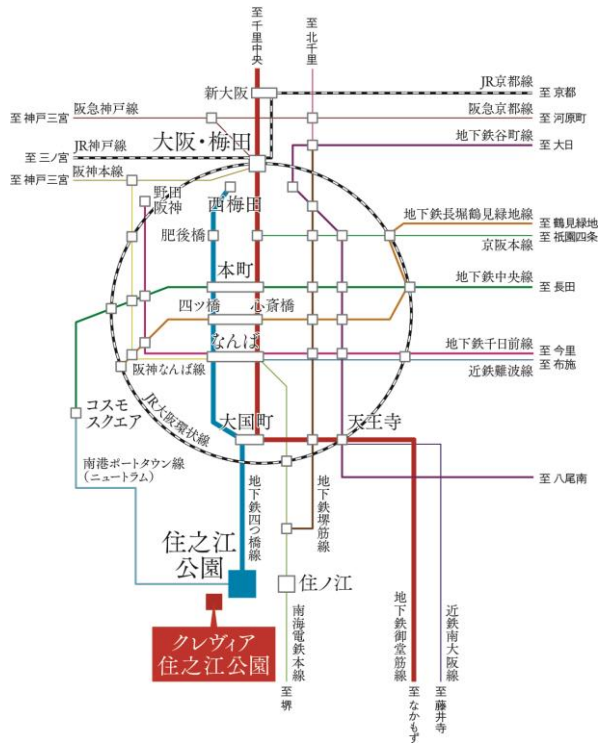 至千里中央
至北千里
新大阪
JR京都線
至 京都
阪急神戸線
至 神戸三宮
阪急京都線
至 河原町
大阪・梅田
地下鉄谷町線
至 大日
JR神戸線
至 三ノ宮
阪神本線
至 神戸三宮
野田
阪神
西梅田
地下鉄長堀鶴見緑地線
至 鶴見緑地
肥後橋
京阪本線
至 祇園四条
本町
地下鉄中央線
至 長田
四ツ橋
心斎橋
なんば
地下鉄千日前線
至 今里
阪神なんば線
近鉄難波線
至 布施
コスモ
スクエア
JR大阪環状線
大国町
天王寺
南港ポートタウン線
(ニュートラム)
至 八尾南
地下鉄四つ橋線
地下鉄堺筋線
住之江
公園
住ノ江
クレヴィア
住之江公園
南海電鉄本線
至 堺
地下鉄御堂筋線
至 なかもず
近鉄南大阪線
至 藤井寺